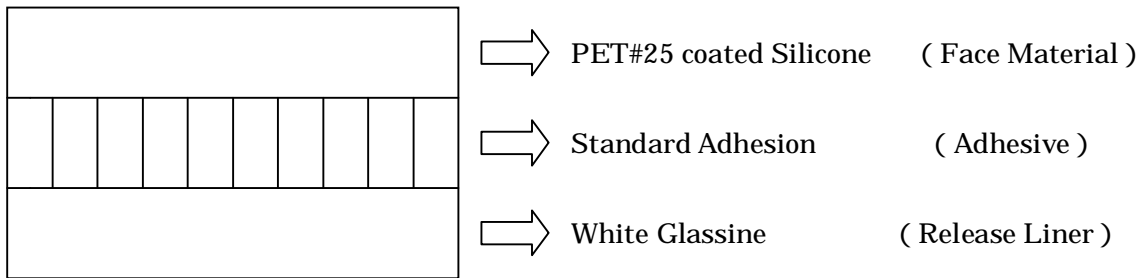 PET#25 coated Silicone ( Face Material )
Standard Adhesion ( Adhesive )
White Glassine ( Release Liner )